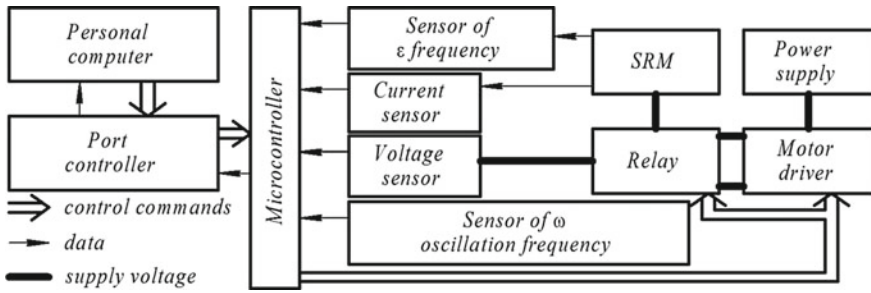 Personal
computer
Port
controller
control commands
data
supply voltage
Microcontroller
Sensor of
ε frequency
Current
sensor
Voltage
sensor
Sensor of ω
oscillation frequency
SRM
Relay
Power
supply
Motor
driver